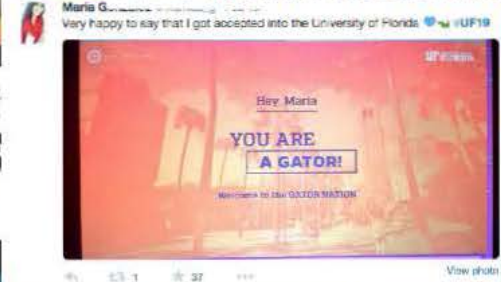 Maria
Very happy to say that I got accepted into the University of Florida #UF19
Hey Maria
YOU ARE
A GATOR!
Welcome to the GATOR NATION
1 37
View photo